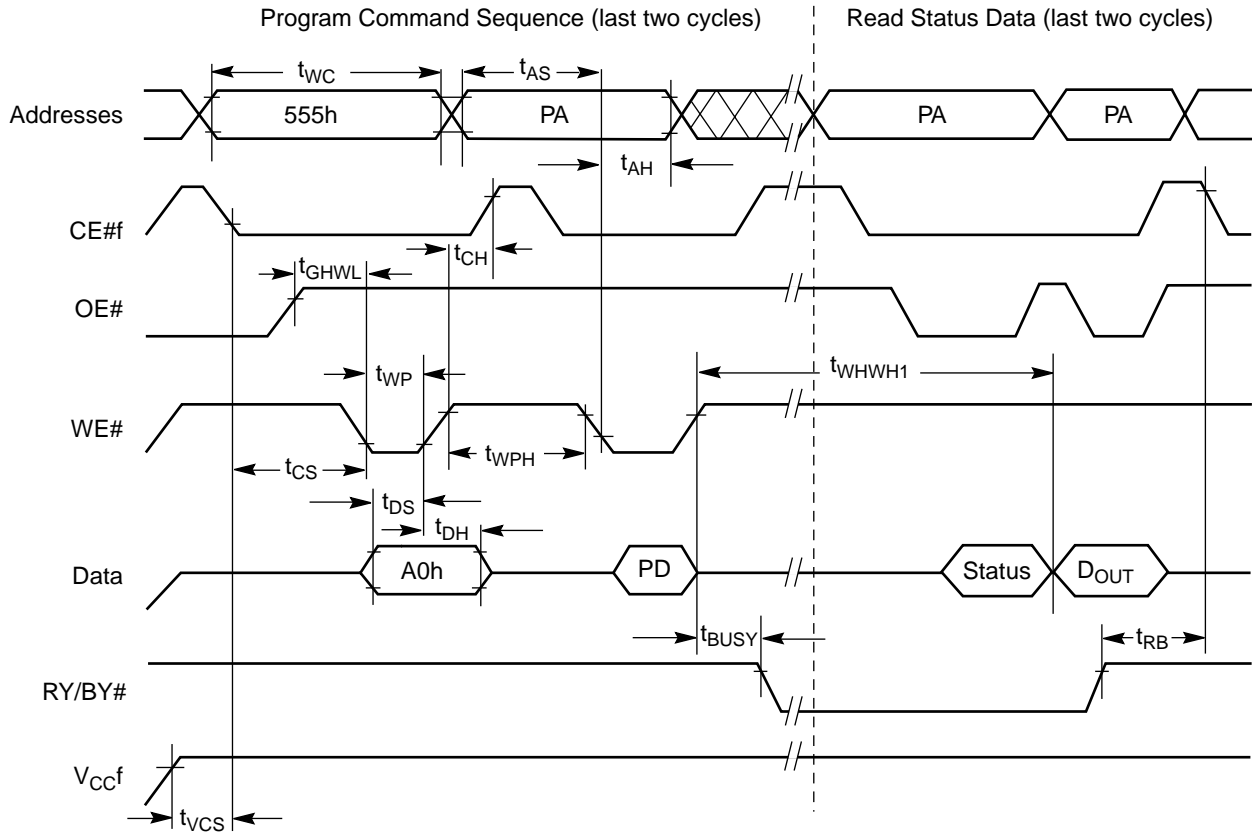 Program Command Sequence (last two cycles)
Read Status Data (last two cycles)
tWC
tAS
Addresses
555h
PA
PA
PA
tAH
CE#f
tCH
tGHWL
OE#
tWP
tWHWH1
WE#
tCS
tWPH
tDS
tDH
Data
A0h
PD
Status
DOUT
tBUSY
tRB
RY/BY#
VCCf
tVCS